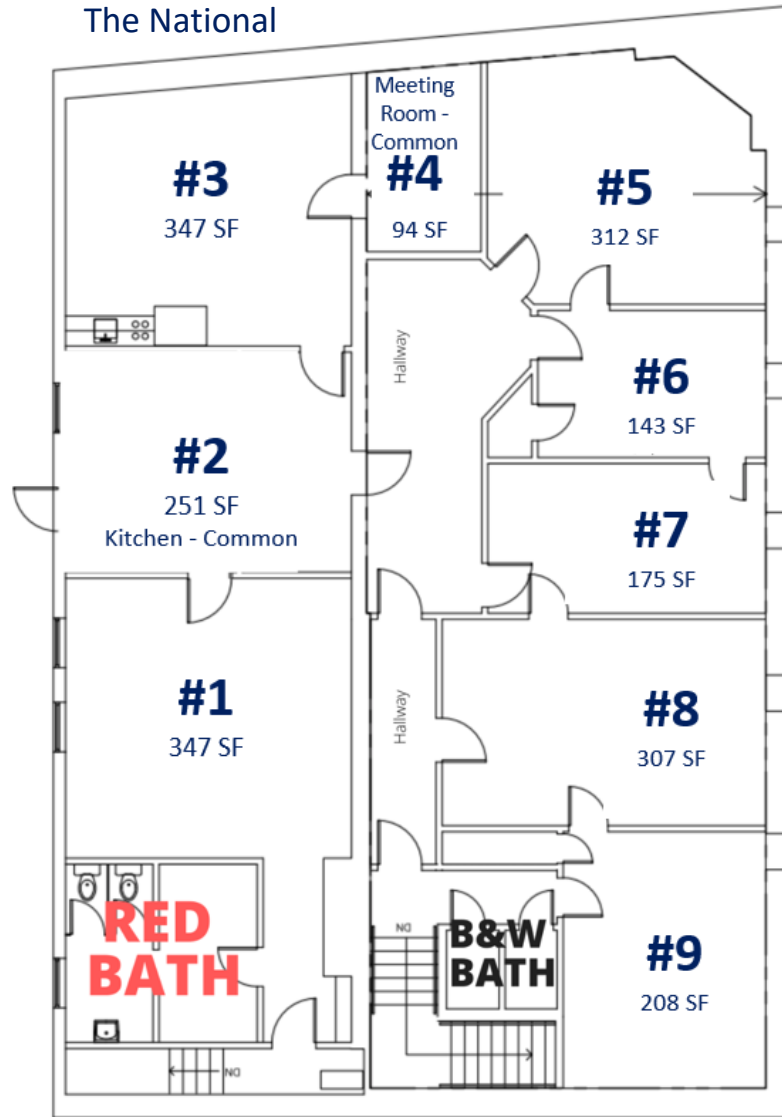 The National
Meeting
Room -
Common
#3
347 SF
#4
94 SF
#5
312 SF
Hallway
#6
143 SF
#2
251 SF
Kitchen - Common
#7
175 SF
#1
347 SF
Hallway
#8
307 SF
RED
BATH
DN
B&W
BATH
#9
208 SF
DN